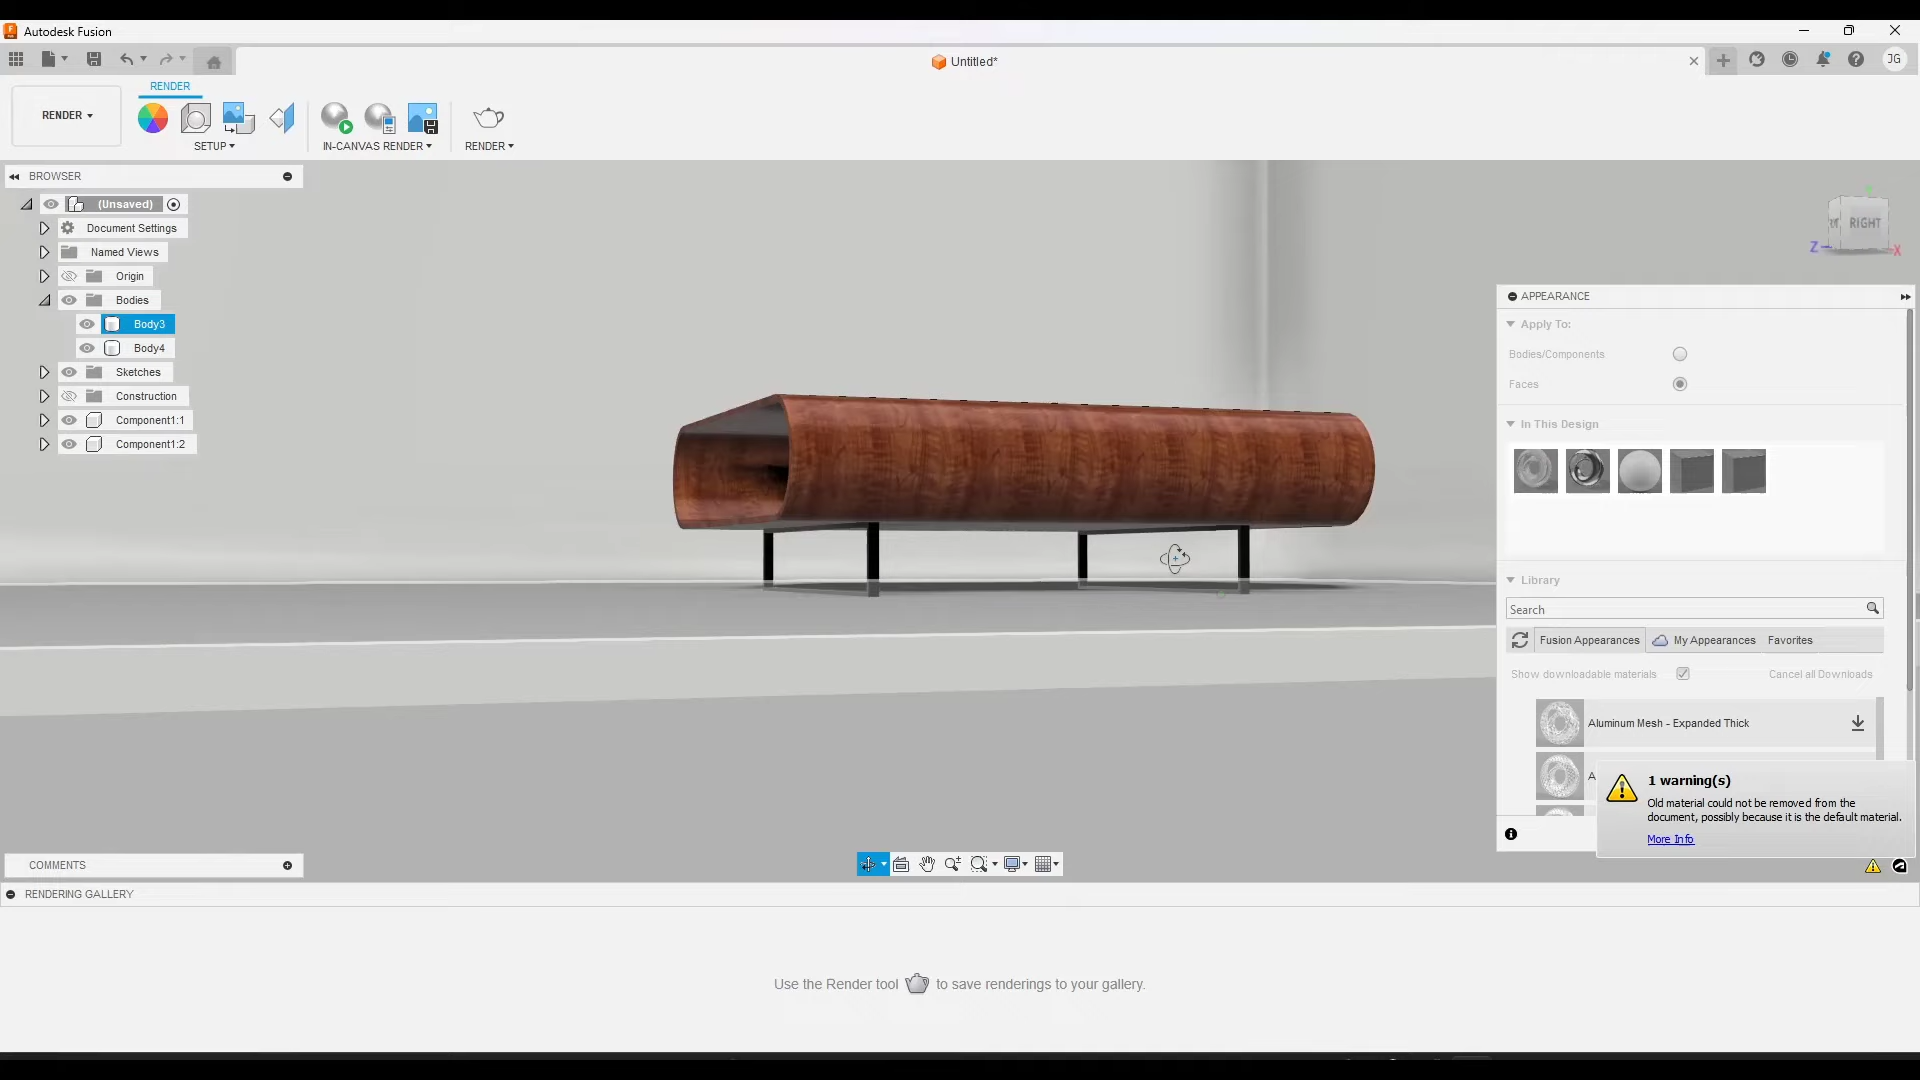 Autodesk Fusion
Untitled*
JG
RENDER
RENDER
SETUP
IN-CANVAS RENDER
RENDER
BROWSER
(Unsaved)
Document Settings
Named Views
Origin
Bodies
Body3
Body4
Sketches
Construction
Component1:1
Component1:2
RIGHT
Z
X
APPEARANCE
Apply To:
Bodies/Components
Faces
In This Design
Library
Search
Fusion Appearances
My Appearances
Favorites
Show downloadable materials
Cancel all Downloads
Aluminum Mesh - Expanded Thick
1 warning(s)
Old material could not be removed from the
document, possibly because it is the default material.
More Info
COMMENTS
RENDERING GALLERY
Use the Render tool to save renderings to your gallery.